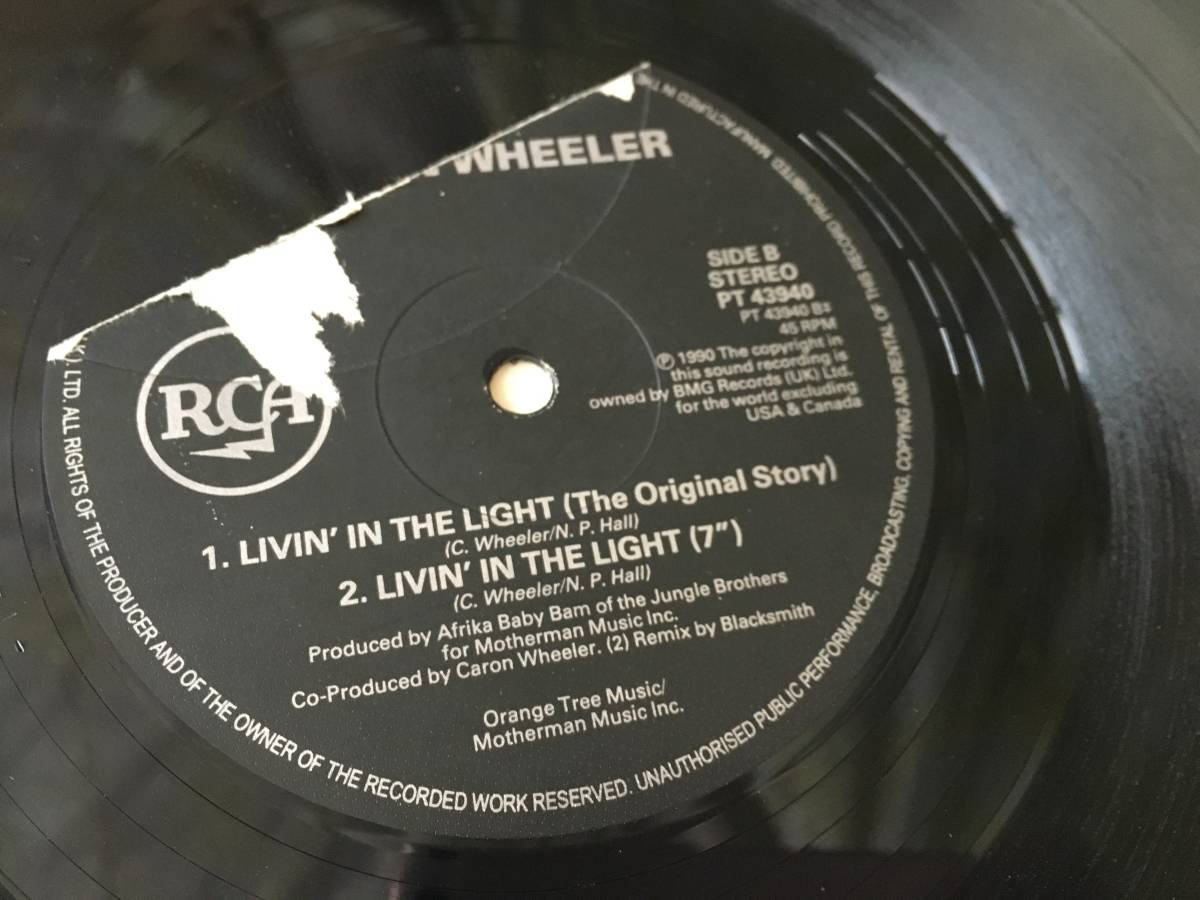 WHEELER
SIDE B
STEREO
PT 43940
PT 43940 B‡
45 RPM
℗ 1990 The copyright in
this sound recording is
owned by BMG Records (UK) Ltd.
for the world excluding
USA & Canada
RCA
1. LIVIN' IN THE LIGHT (The Original Story)
(C. Wheeler/N. P. Hall)
2. LIVIN' IN THE LIGHT (7")
(C. Wheeler/N. P. Hall)
Produced by Afrika Baby Bam of the Jungle Brothers
for Motherman Music Inc.
Co-Produced by Caron Wheeler. (2) Remix by Blacksmith
Orange Tree Music/
Motherman Music Inc.
). LTD. ALL RIGHTS OF THE PRODUCER AND OF THE OWNER OF THE RECORDED WORK RESERVED. UNAUTHORISED PUBLIC PERFORMANCE, BROADCASTING, COPYING AND RENTAL OF THIS RECORD PROHIBITED. MANUFACTURED IN THE